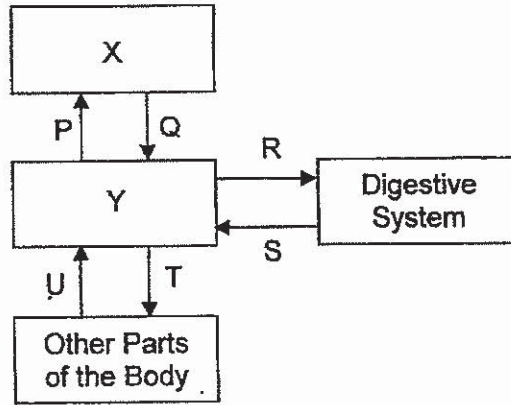 X
P
Q
R
Y
Digestive
System
S
U
T
Other Parts
of the Body